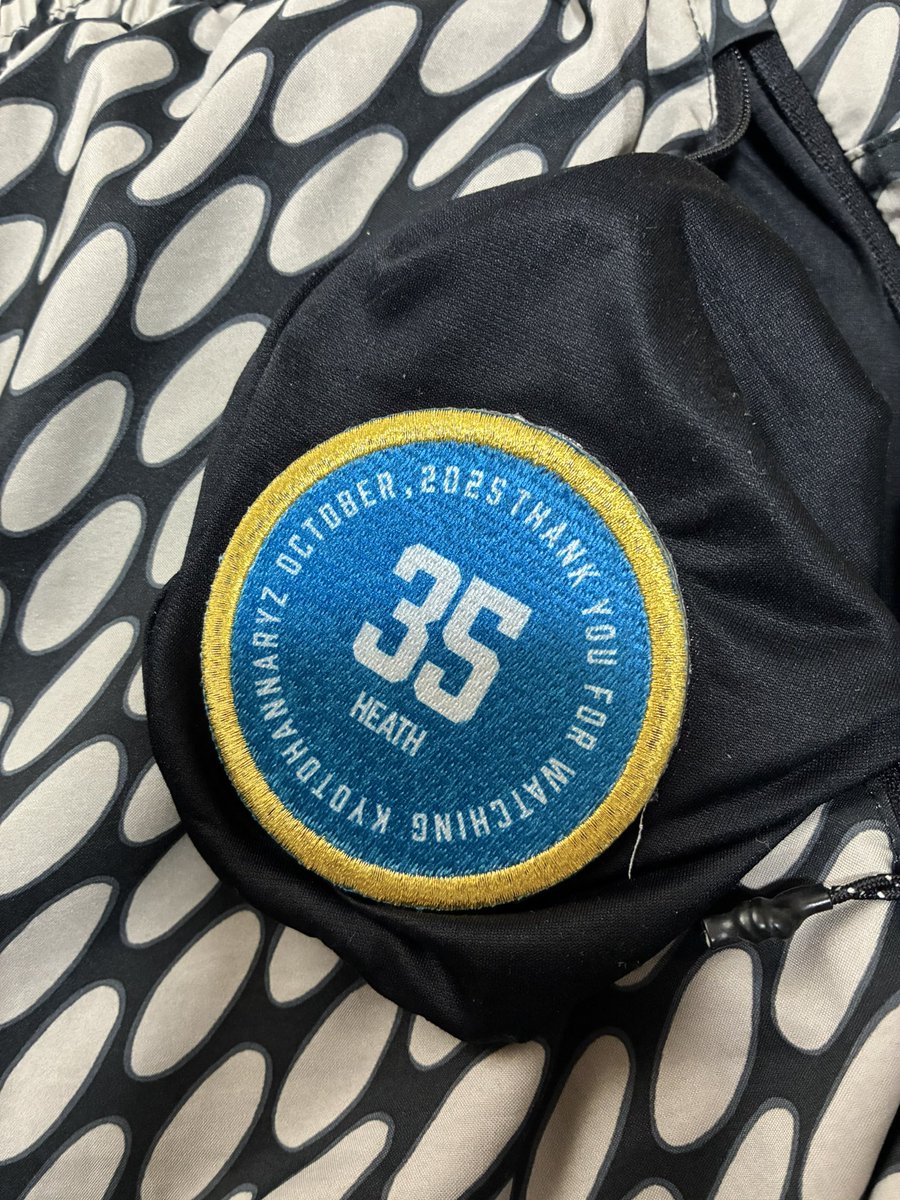 OCTOBER,2025 THANK YOU FOR WATCHING KYOTOHANNARYZ
35
HEATH